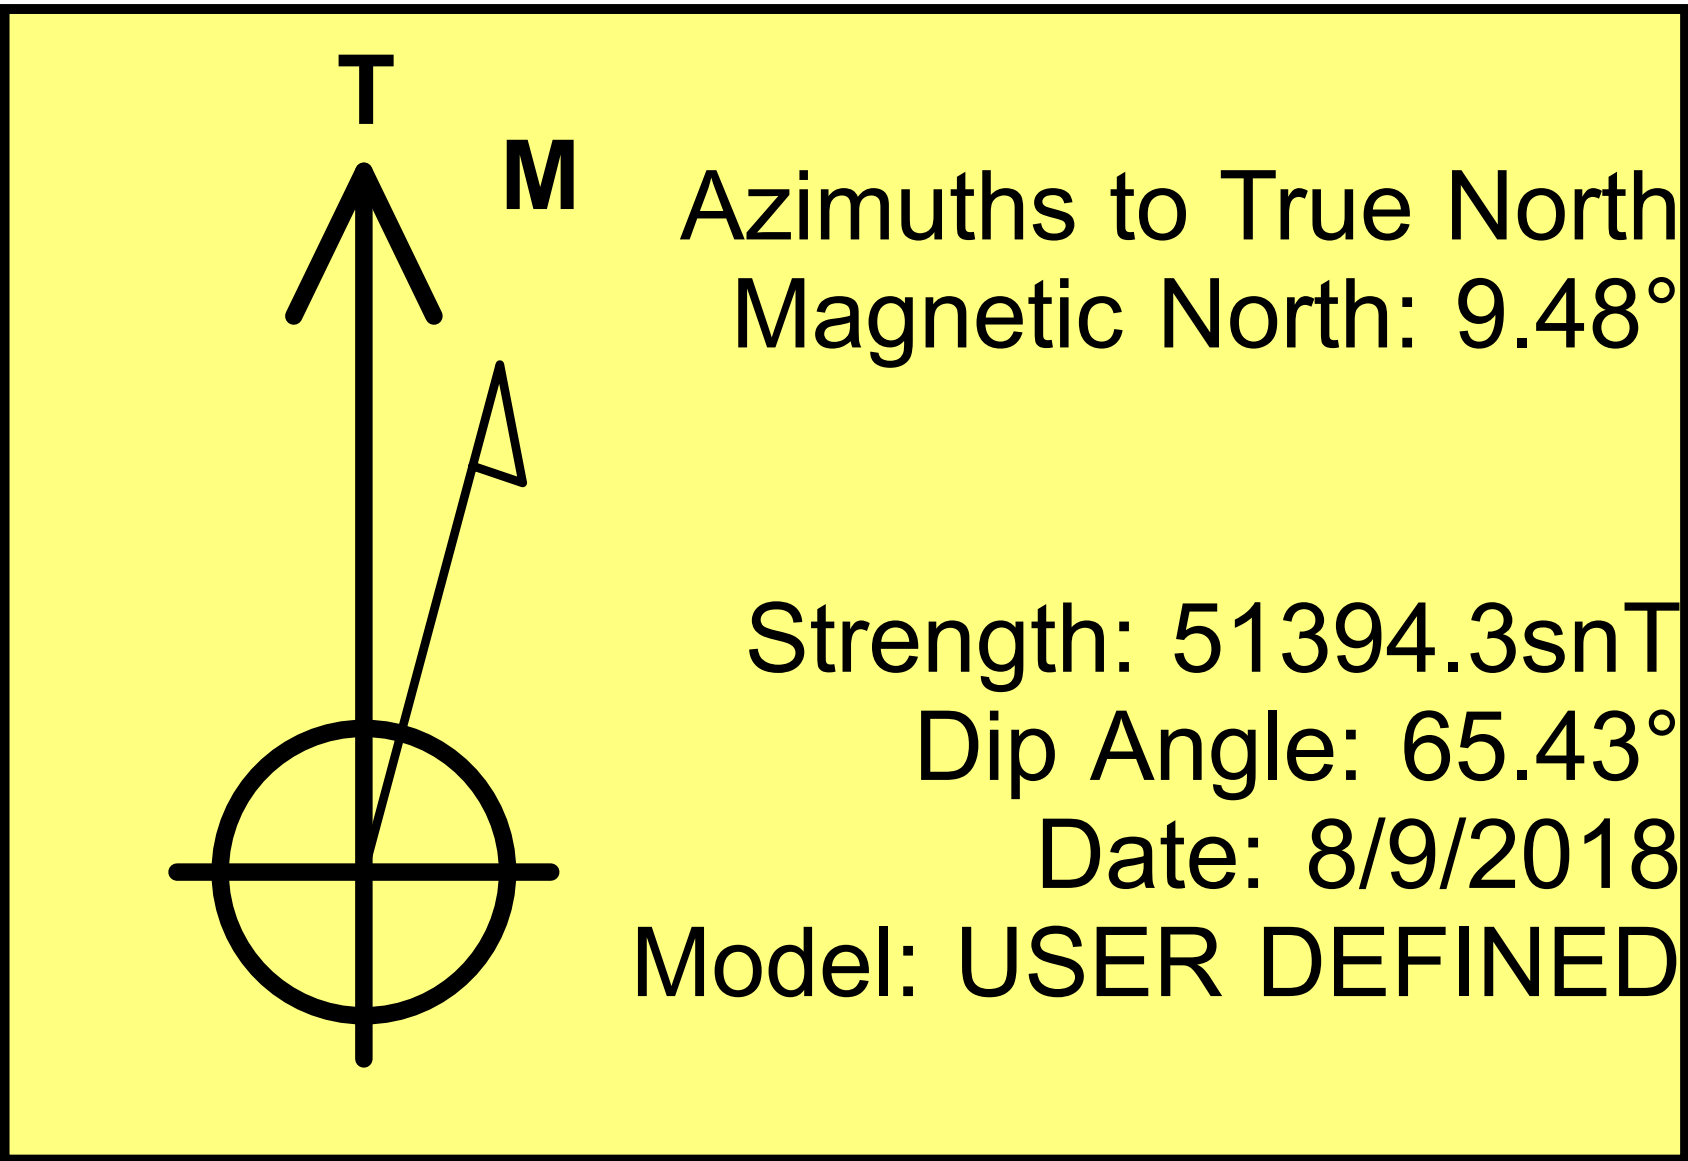 T
M
Azimuths to True North
Magnetic North: 9.48°
Strength: 51394.3snT
Dip Angle: 65.43°
Date: 8/9/2018
Model: USER DEFINED